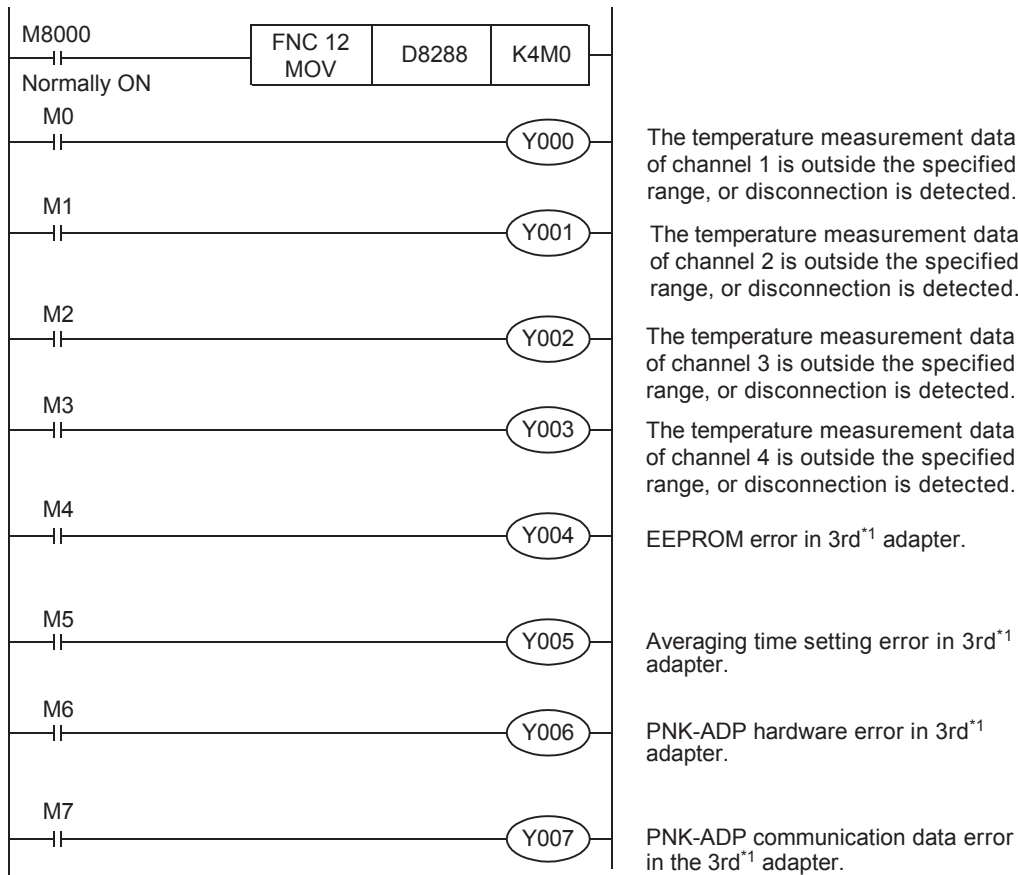 M8000
FNC 12
MOV
D8288
K4M0
Normally ON
M0
Y000
The temperature measurement data
of channel 1 is outside the specified
range, or disconnection is detected.
M1
Y001
The temperature measurement data
of channel 2 is outside the specified
range, or disconnection is detected.
M2
Y002
The temperature measurement data
of channel 3 is outside the specified
range, or disconnection is detected.
M3
Y003
The temperature measurement data
of channel 4 is outside the specified
range, or disconnection is detected.
M4
Y004
EEPROM error in 3rd*1 adapter.
M5
Y005
Averaging time setting error in 3rd*1
adapter.
M6
Y006
PNK-ADP hardware error in 3rd*1
adapter.
M7
Y007
PNK-ADP communication data error
in the 3rd*1 adapter.